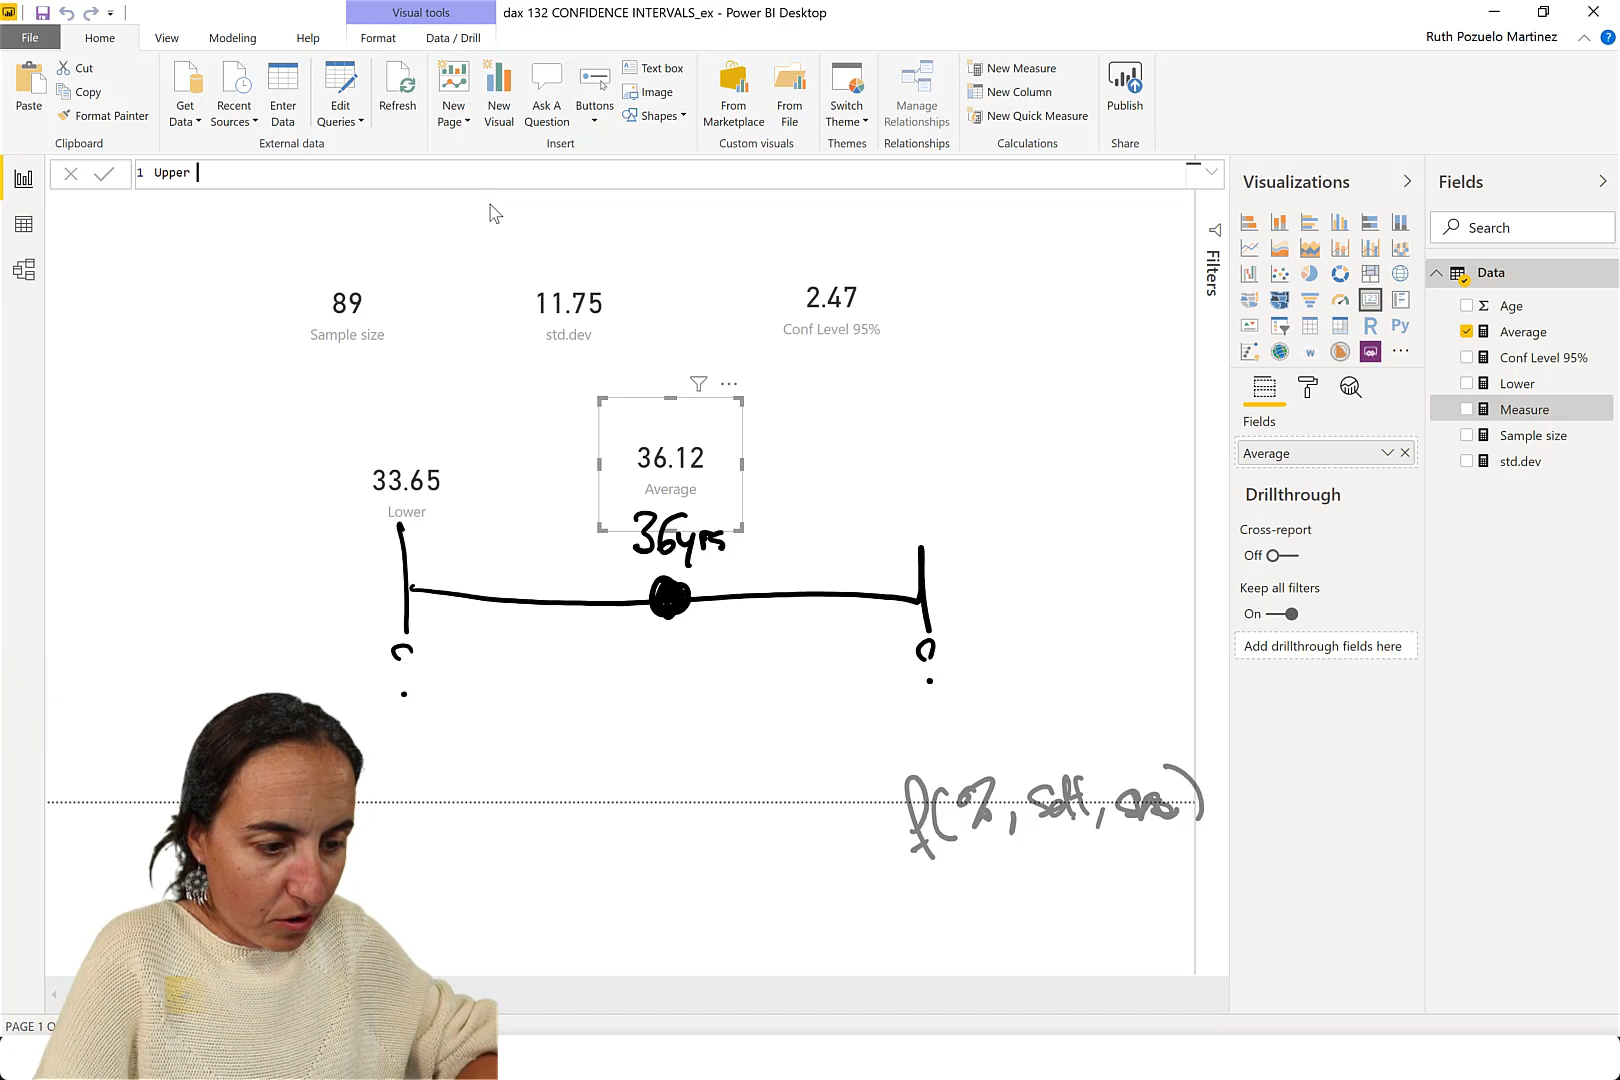 Visual tools
dax 132 CONFIDENCE INTERVALS_ex - Power BI Desktop
File
Home
View
Modeling
Help
Format
Data / Drill
Ruth Pozuelo Martinez
?
Paste
Cut
Copy
Format Painter
Clipboard
Get Data
Recent Sources
Enter Data
Edit Queries
Refresh
External data
New Page
New Visual
Ask A Question
Buttons
Text box
Image
Shapes
Insert
From Marketplace
From File
Custom visuals
Switch Theme
Themes
Manage Relationships
Relationships
New Measure
New Column
New Quick Measure
Calculations
Publish
Share
1 Upper
89
Sample size
11.75
std.dev
2.47
Conf Level 95%
33.65
Lower
36.12
Average
36yrs
?
?
Filters
Visualizations
123
R
Py
Fields
Average
Drillthrough
Cross-report
Off
Keep all filters
On
Add drillthrough fields here
Fields
Search
Data
Age
Average
Conf Level 95%
Lower
Measure
Sample size
std.dev
PAGE 1 O